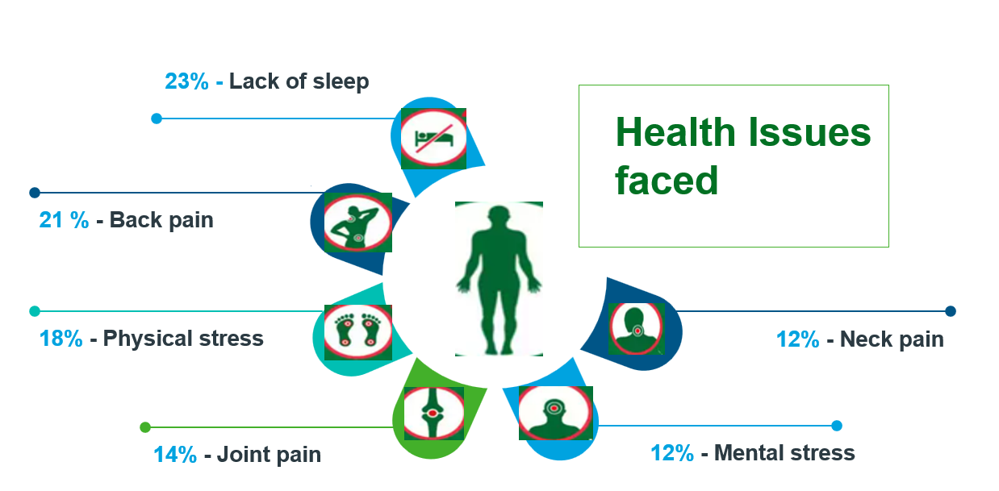 Health Issues
faced
23% - Lack of sleep
21 % - Back pain
18% - Physical stress
14% - Joint pain
12% - Mental stress
12% - Neck pain